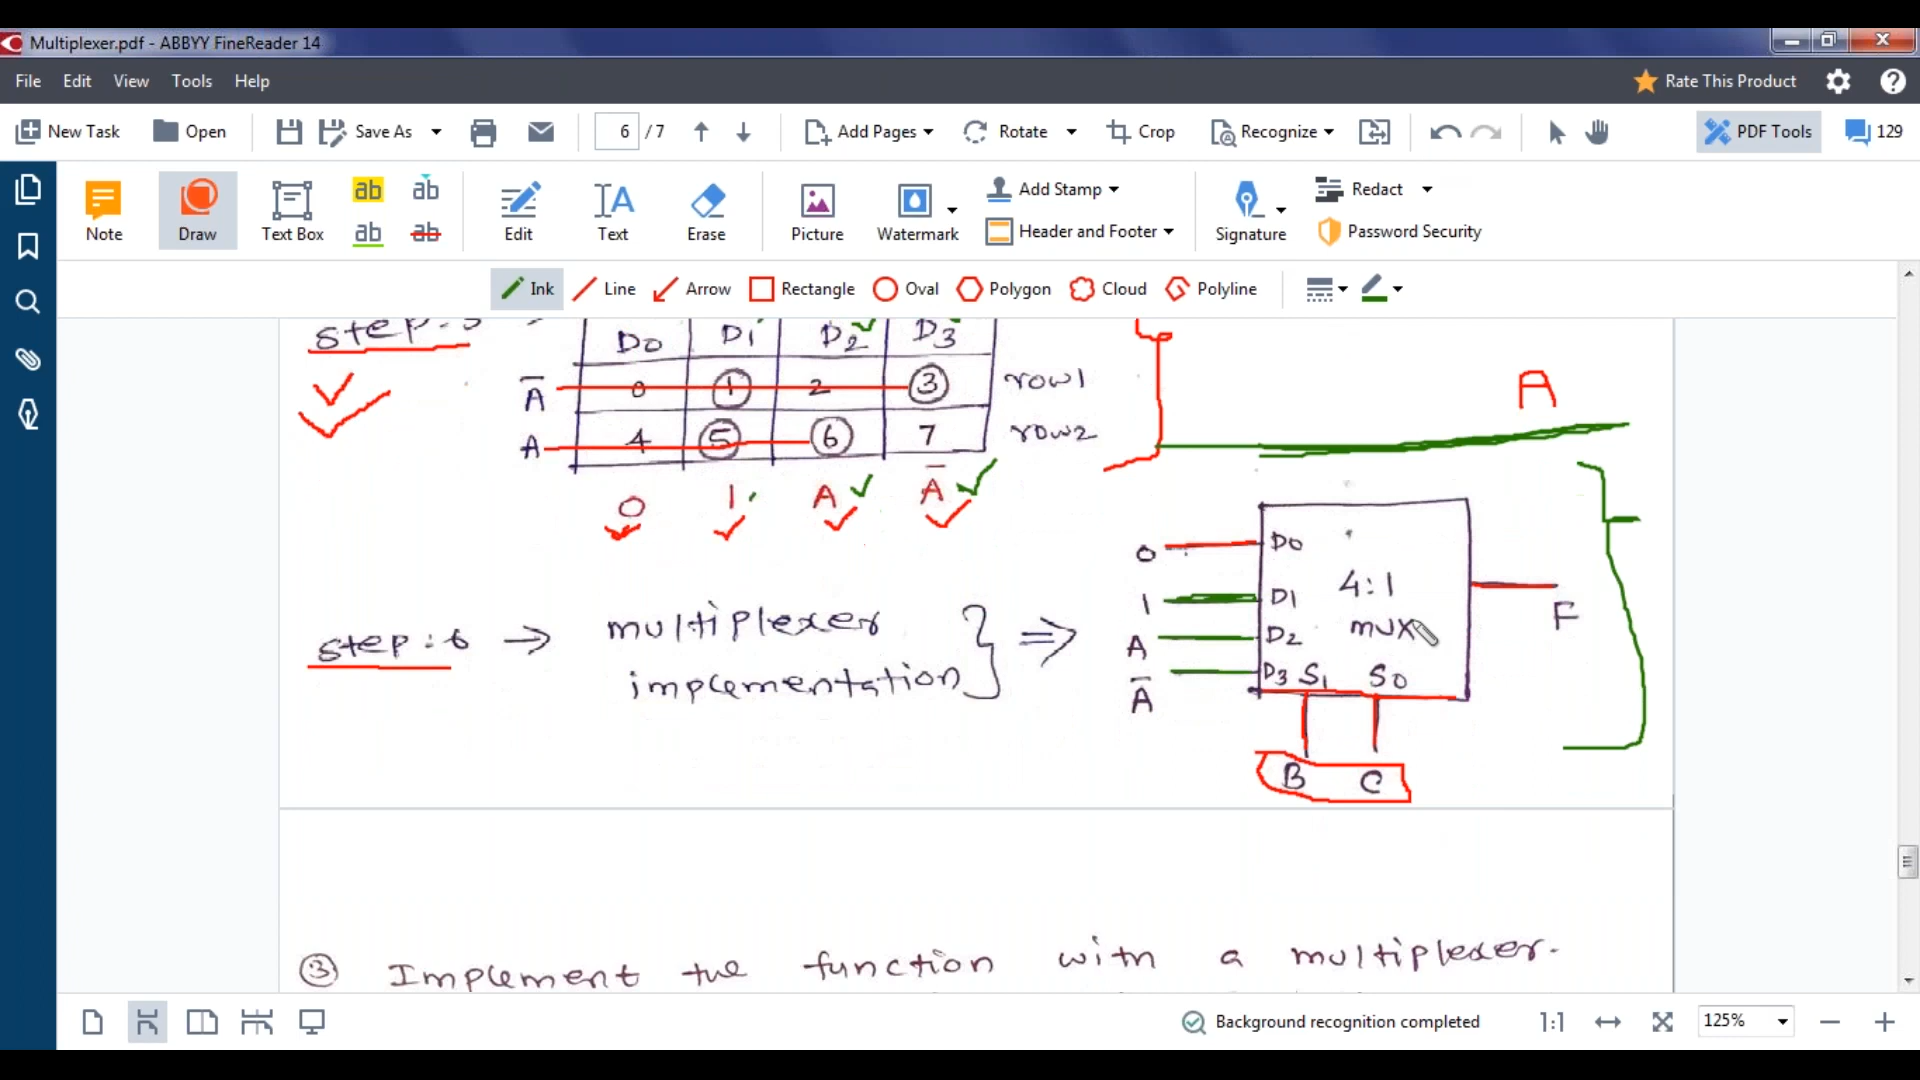 Multiplexer.pdf - ABBYY FineReader 14
File Edit View Tools Help
Rate This Product
New Task Open Save As 6 / 7 Add Pages Rotate Crop Recognize PDF Tools 129
Note Draw Text Box ab ab ab ab Edit Text Erase Picture Watermark Add Stamp Header and Footer Signature Redact Password Security
Ink Line Arrow Rectangle Oval Polygon Cloud Polyline
D0 D1 D2 D3
Ā 0 1 2 3 row1
A 4 5 6 7 row2
0 1 A Ā
A
step:6 → multiplexer
implementation } ⇒
0 D0
1 D1 4:1
A D2 mux F
Ā D3 S1 S0
B C
③ Implement the function with a multiplexer.
Background recognition completed 1:1 125%